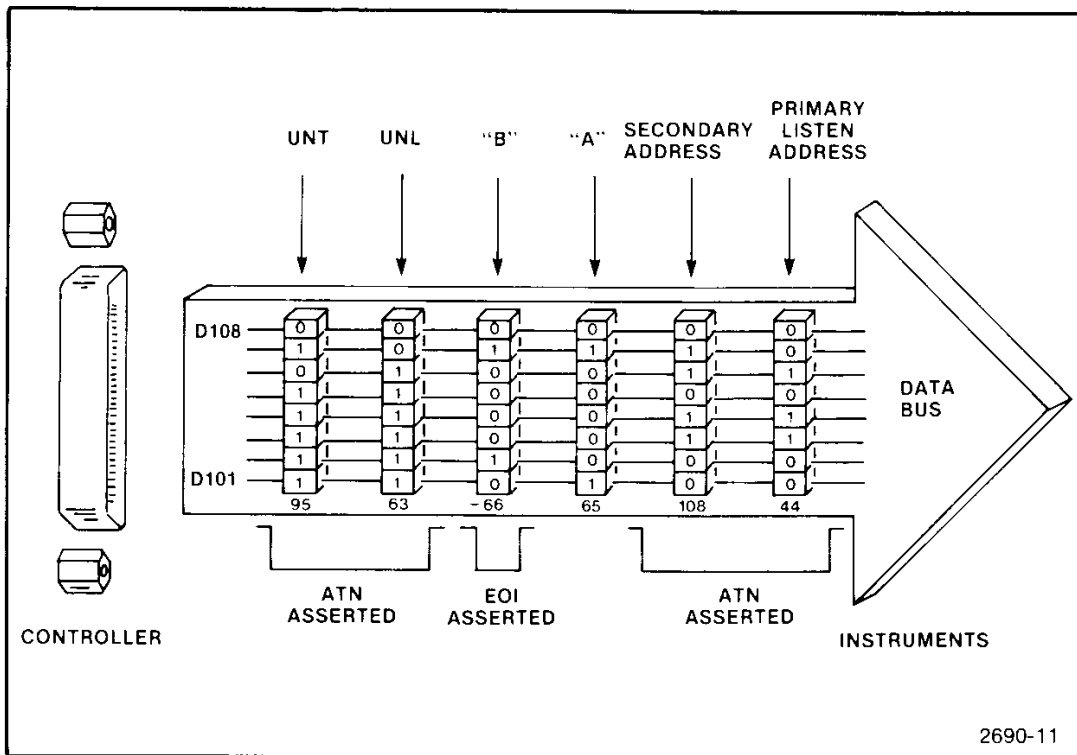 UNT UNL "B" "A" SECONDARY ADDRESS PRIMARY LISTEN ADDRESS
D108 0 0 0 0 0 0
1 0 1 1 1 0
0 1 0 0 1 1
1 1 0 0 0 0
1 1 0 0 1 1
1 1 0 0 1 1
1 1 1 0 0 0
D101 1 1 0 1 0 0
95 63 -66 65 108 44
DATA
BUS
ATN
ASSERTED
EOI
ASSERTED
ATN
ASSERTED
CONTROLLER
INSTRUMENTS
2690-11